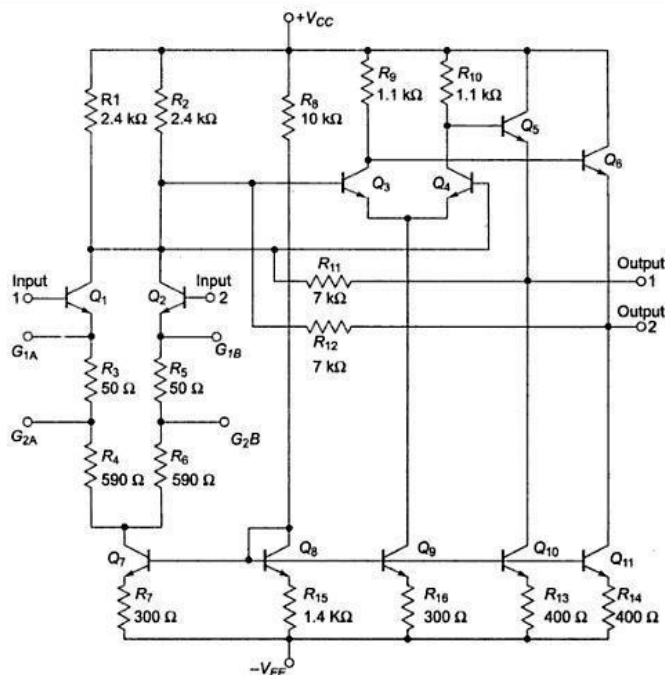 +VCC
R1
2.4 kΩ
R2
2.4 kΩ
R8
10 kΩ
R9
1.1 kΩ
R10
1.1 kΩ
Q5
Q3
Q4
Q6
Input
1
Q1
Q2
Input
2
R11
7 kΩ
Output
1
Output
2
R12
7 kΩ
G1A
G1B
R3
50 Ω
R5
50 Ω
G2A
G2B
R4
590 Ω
R6
590 Ω
Q7
Q8
Q9
Q10
Q11
R7
300 Ω
R15
1.4 KΩ
R16
300 Ω
R13
400 Ω
R14
400 Ω
–VEE